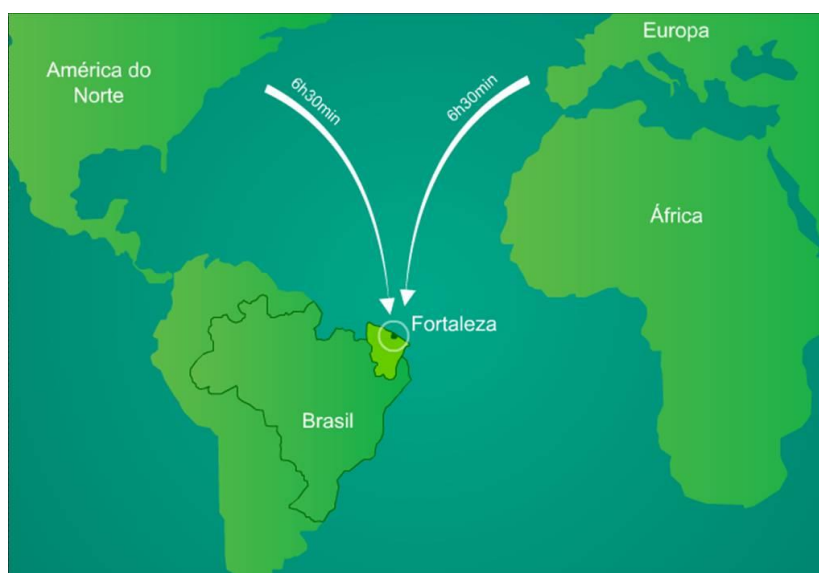 Europa
América do
Norte
6h30min
6h30min
África
Fortaleza
Brasil